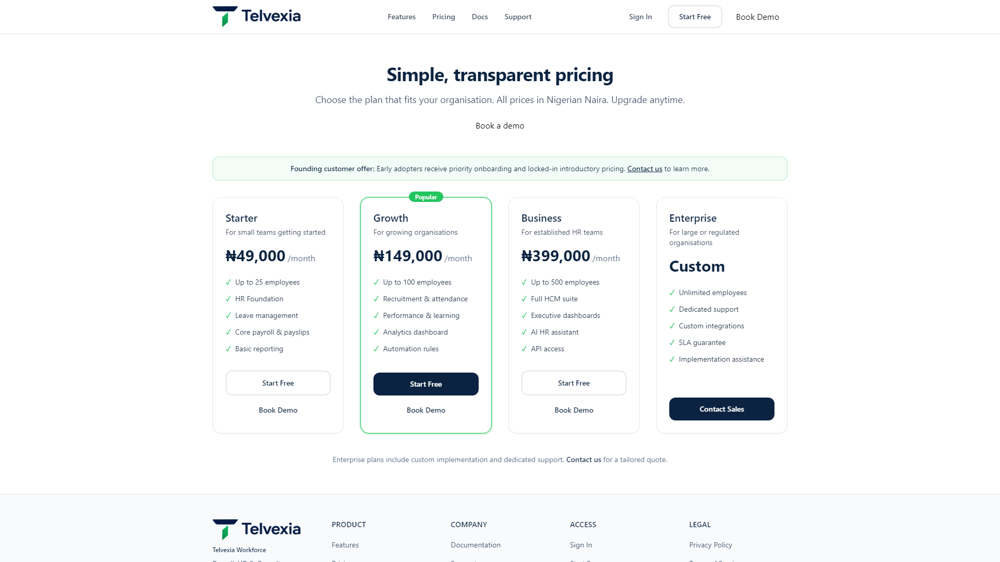 Telvexia
Features
Pricing
Docs
Support
Sign In
Start Free
Book Demo
Simple, transparent pricing
Choose the plan that fits your organisation. All prices in Nigerian Naira. Upgrade anytime.
Book a demo
Founding customer offer: Early adopters receive priority onboarding and locked-in introductory pricing. Contact us to learn more.
Starter
For small teams getting started
₦49,000 /month
✓ Up to 25 employees
✓ HR Foundation
✓ Leave management
✓ Core payroll & payslips
✓ Basic reporting
Start Free
Book Demo
Popular
Growth
For growing organisations
₦149,000 /month
✓ Up to 100 employees
✓ Recruitment & attendance
✓ Performance & learning
✓ Analytics dashboard
✓ Automation rules
Start Free
Book Demo
Business
For established HR teams
₦399,000 /month
✓ Up to 500 employees
✓ Full HCM suite
✓ Executive dashboards
✓ AI HR assistant
✓ API access
Start Free
Book Demo
Enterprise
For large or regulated
organisations
Custom
✓ Unlimited employees
✓ Dedicated support
✓ Custom integrations
✓ SLA guarantee
✓ Implementation assistance
Contact Sales
Enterprise plans include custom implementation and dedicated support. Contact us for a tailored quote.
Telvexia
Telvexia Workforce
PRODUCT
Features
COMPANY
Documentation
ACCESS
Sign In
LEGAL
Privacy Policy